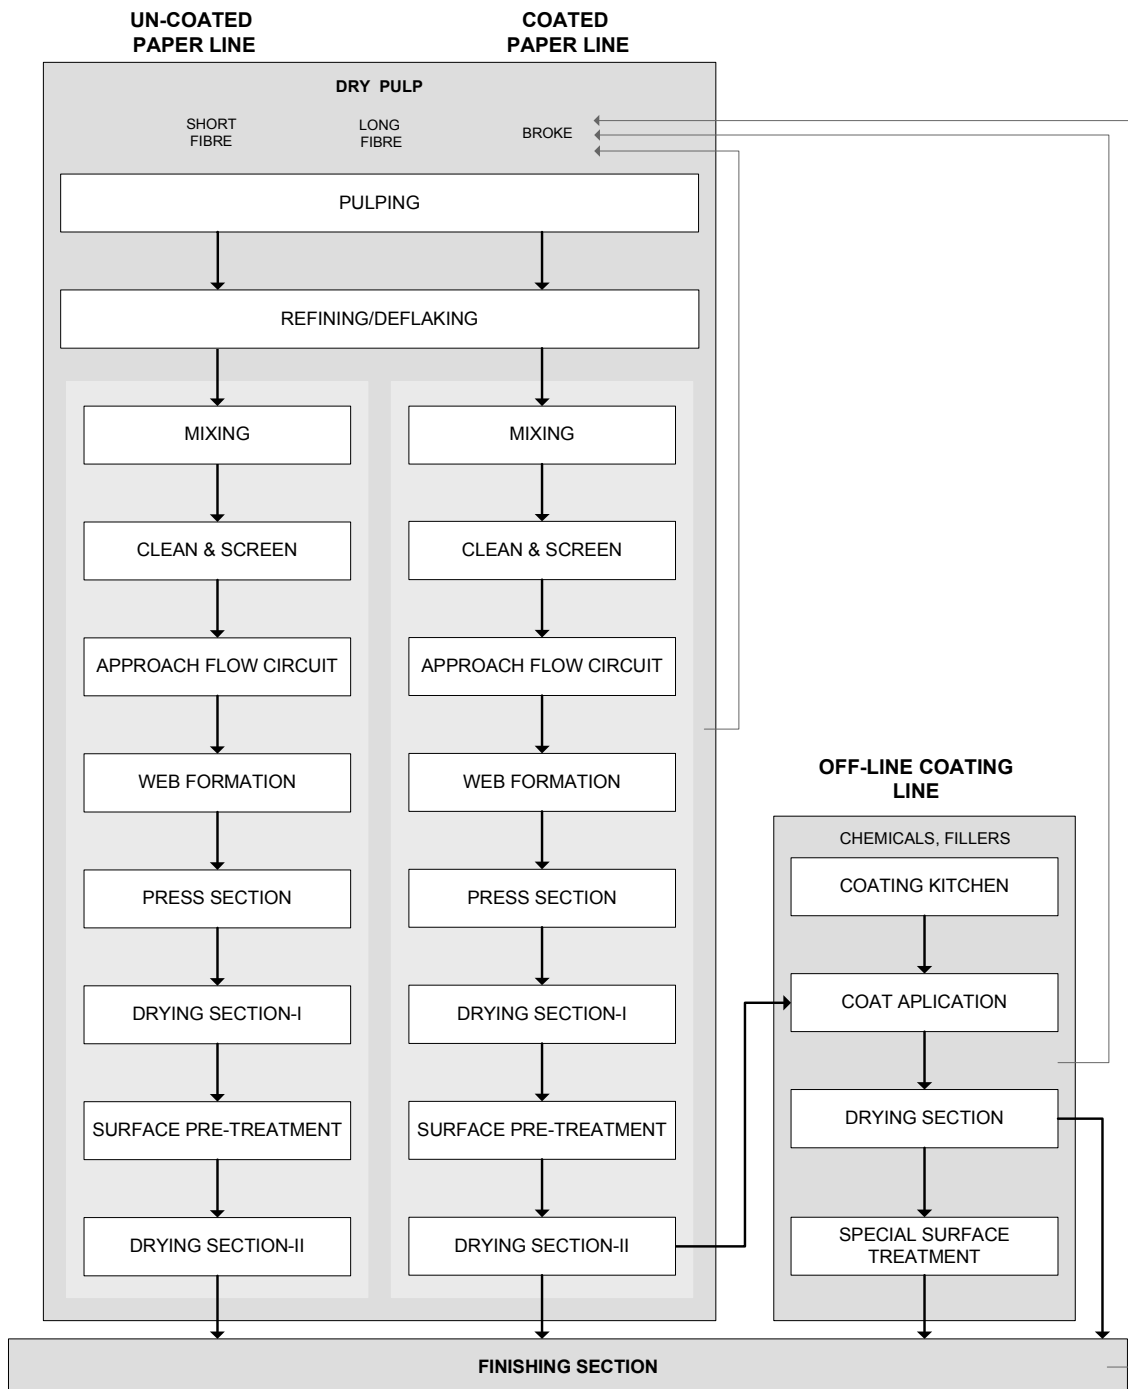 UN-COATED
PAPER LINE
COATED
PAPER LINE
DRY PULP
SHORT
FIBRE
LONG
FIBRE
BROKE
PULPING
REFINING/DEFLAKING
MIXING
CLEAN & SCREEN
APPROACH FLOW CIRCUIT
WEB FORMATION
PRESS SECTION
DRYING SECTION-I
SURFACE PRE-TREATMENT
DRYING SECTION-II
MIXING
CLEAN & SCREEN
APPROACH FLOW CIRCUIT
WEB FORMATION
PRESS SECTION
DRYING SECTION-I
SURFACE PRE-TREATMENT
DRYING SECTION-II
OFF-LINE COATING
LINE
CHEMICALS, FILLERS
COATING KITCHEN
COAT APLICATION
DRYING SECTION
SPECIAL SURFACE
TREATMENT
FINISHING SECTION